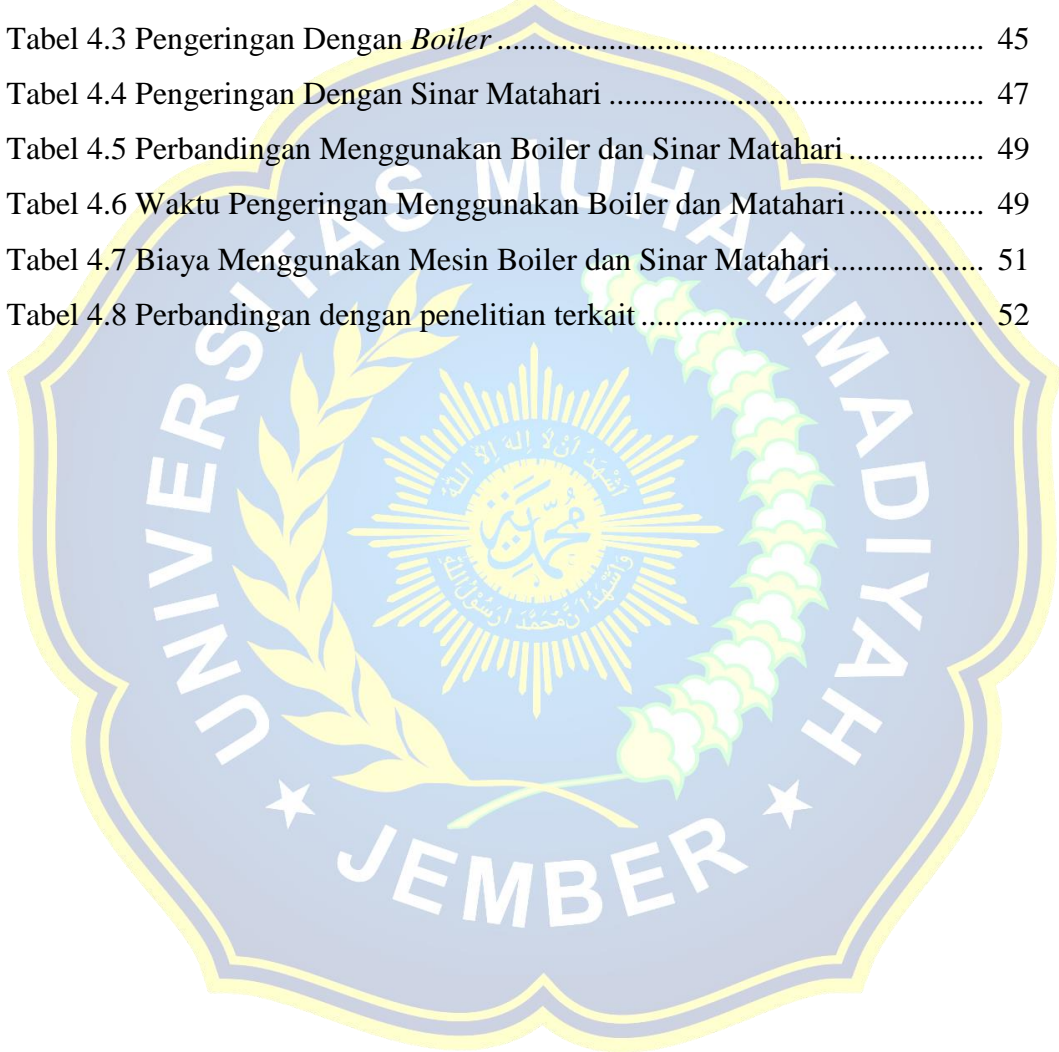 Tabel 4.3 Pengeringan Dengan Boiler ............................................................. 45
Tabel 4.4 Pengeringan Dengan Sinar Matahari ............................................... 47
Tabel 4.5 Perbandingan Menggunakan Boiler dan Sinar Matahari ................. 49
Tabel 4.6 Waktu Pengeringan Menggunakan Boiler dan Matahari ................. 49
Tabel 4.7 Biaya Menggunakan Mesin Boiler dan Sinar Matahari ................... 51
Tabel 4.8 Perbandingan dengan penelitian terkait ........................................... 52
UNIVERSITAS MUHAMMADIYAH
JEMBER